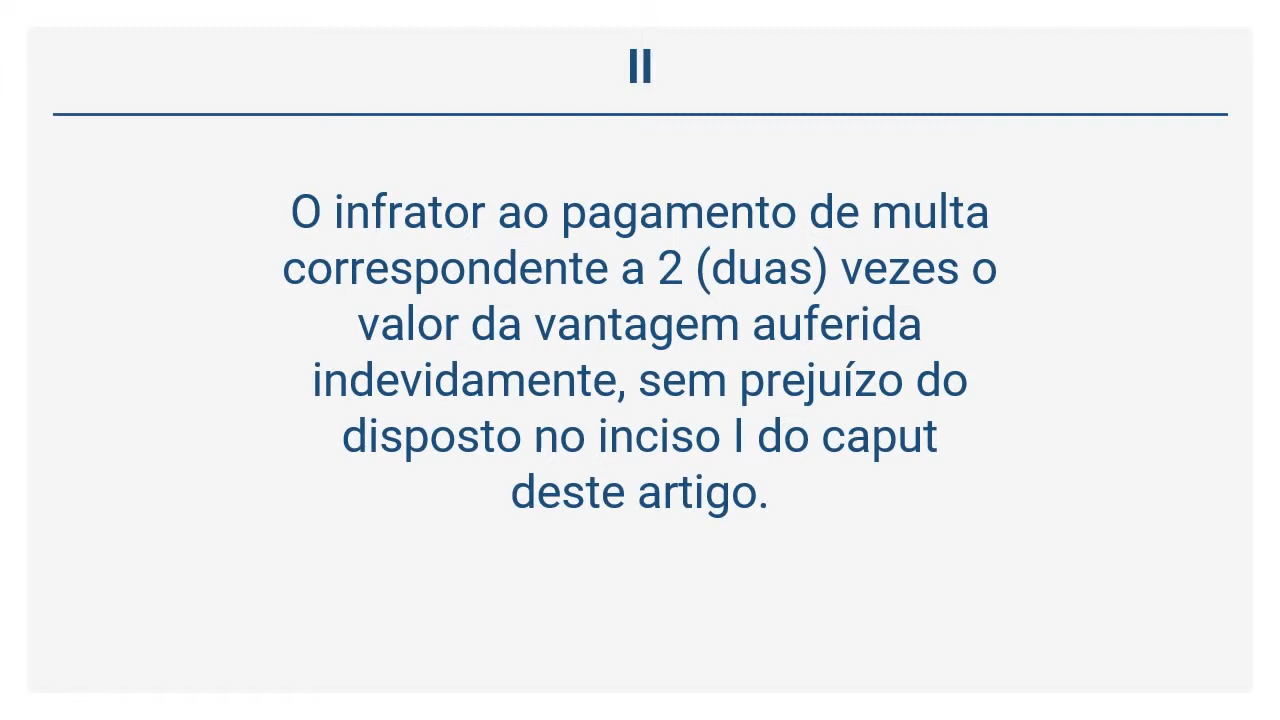 II
O infrator ao pagamento de multa
correspondente a 2 (duas) vezes o
valor da vantagem auferida
indevidamente, sem prejuízo do
disposto no inciso I do caput
deste artigo.